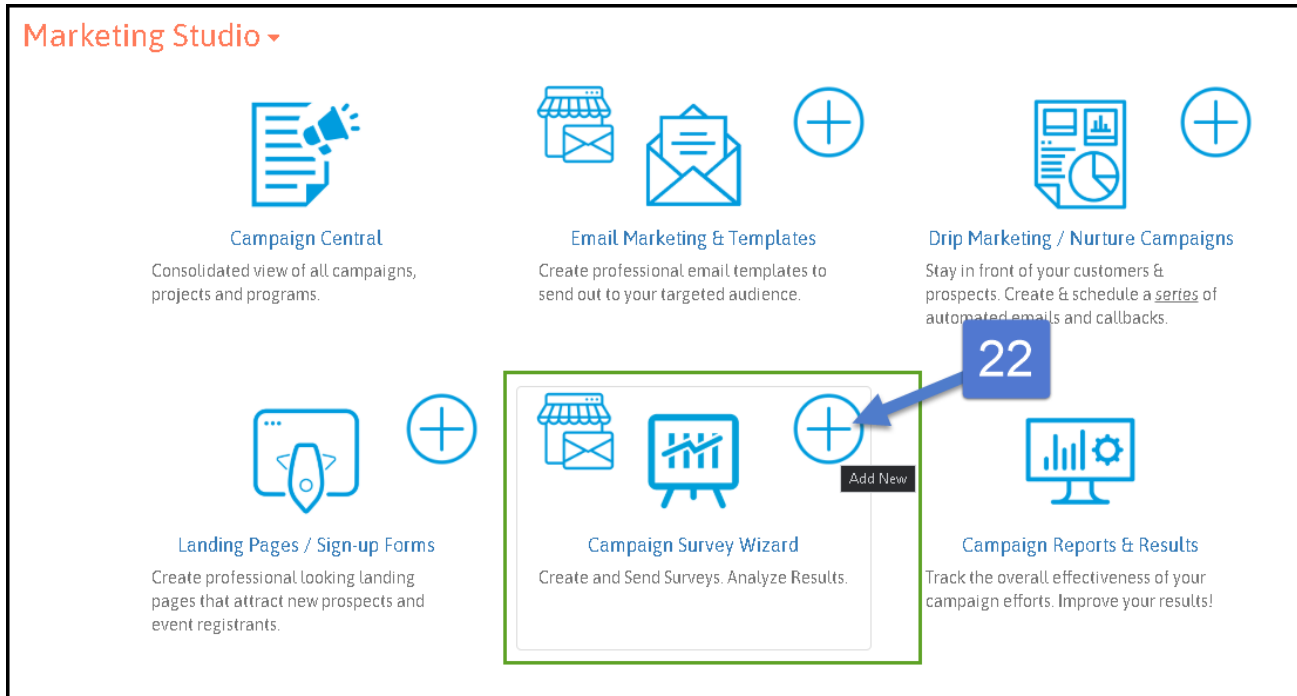 Marketing Studio
Campaign Central
Consolidated view of all campaigns,
projects and programs.
Email Marketing & Templates
Create professional email templates to
send out to your targeted audience.
Drip Marketing / Nurture Campaigns
Stay in front of your customers &
prospects. Create & schedule a series of
automated emails and callbacks.
22
Landing Pages / Sign-up Forms
Create professional looking landing
pages that attract new prospects and
event registrants.
Add New
Campaign Survey Wizard
Create and Send Surveys. Analyze Results.
Campaign Reports & Results
Track the overall effectiveness of your
campaign efforts. Improve your results!